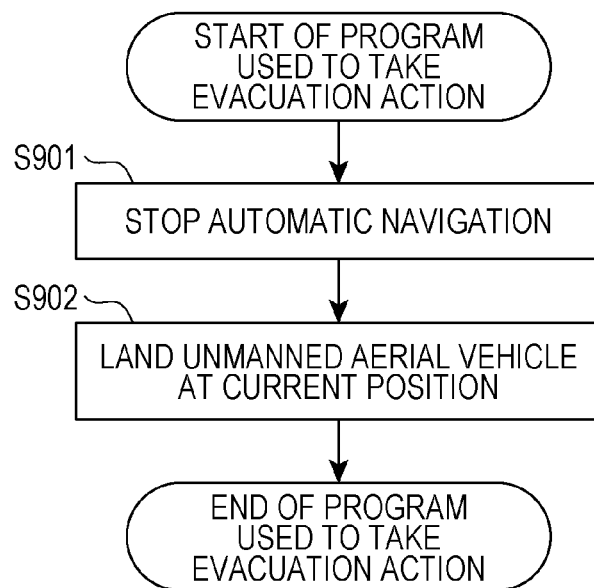 START OF PROGRAM
USED TO TAKE
EVACUATION ACTION
S901
STOP AUTOMATIC NAVIGATION
S902
LAND UNMANNED AERIAL VEHICLE
AT CURRENT POSITION
END OF PROGRAM
USED TO TAKE
EVACUATION ACTION